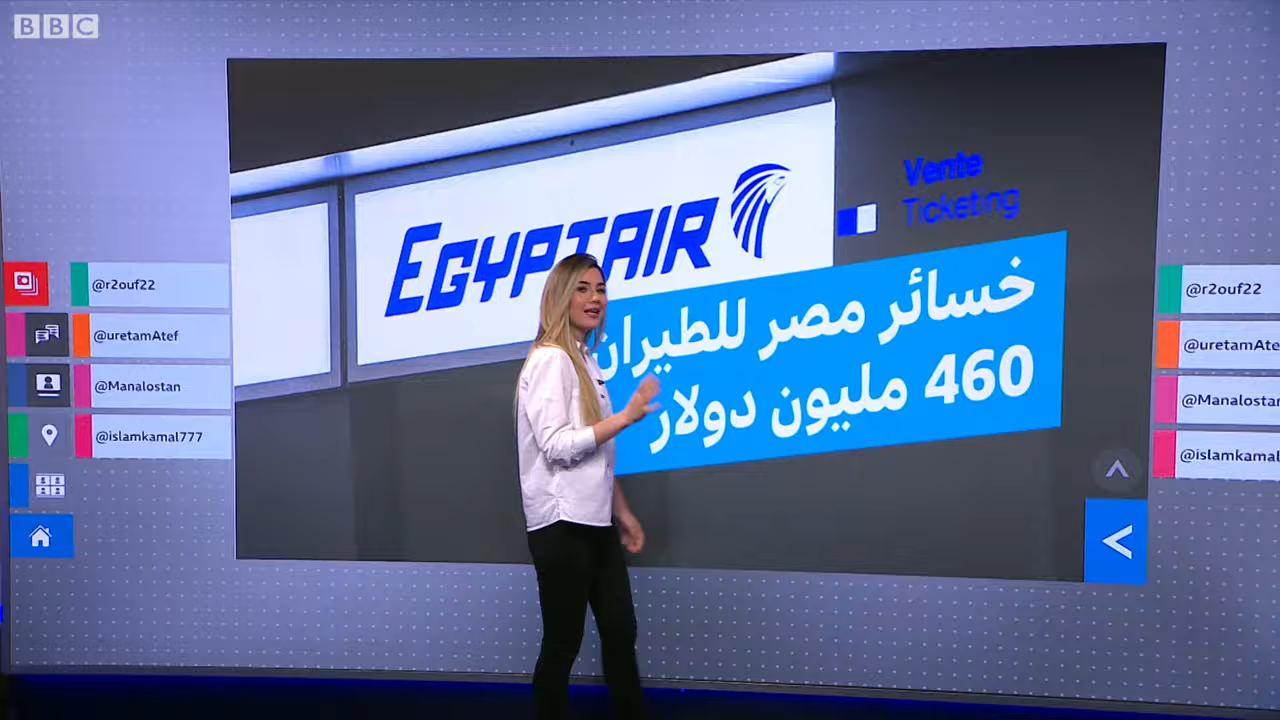 BBC
EGYPTAIR
Vente
Ticketing
خسائر مصر للطيران
460 مليون دولار
@r2ouf22
@uretamAtef
@Manalostan
@islamkamal777
@r2ouf22
@uretamAte
@Manalostan
@islamkamal